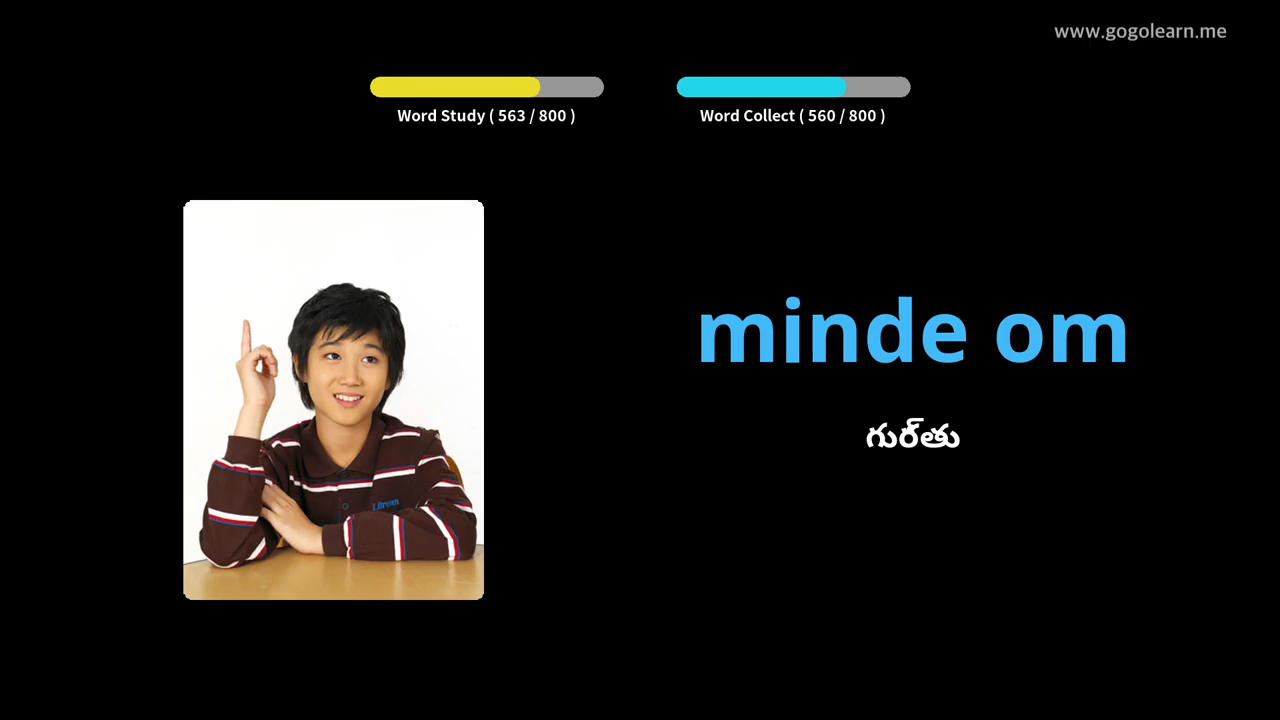 www.gogolearn.me
Word Study ( 563 / 800 )
Word Collect ( 560 / 800 )
minde om
గుర్తు